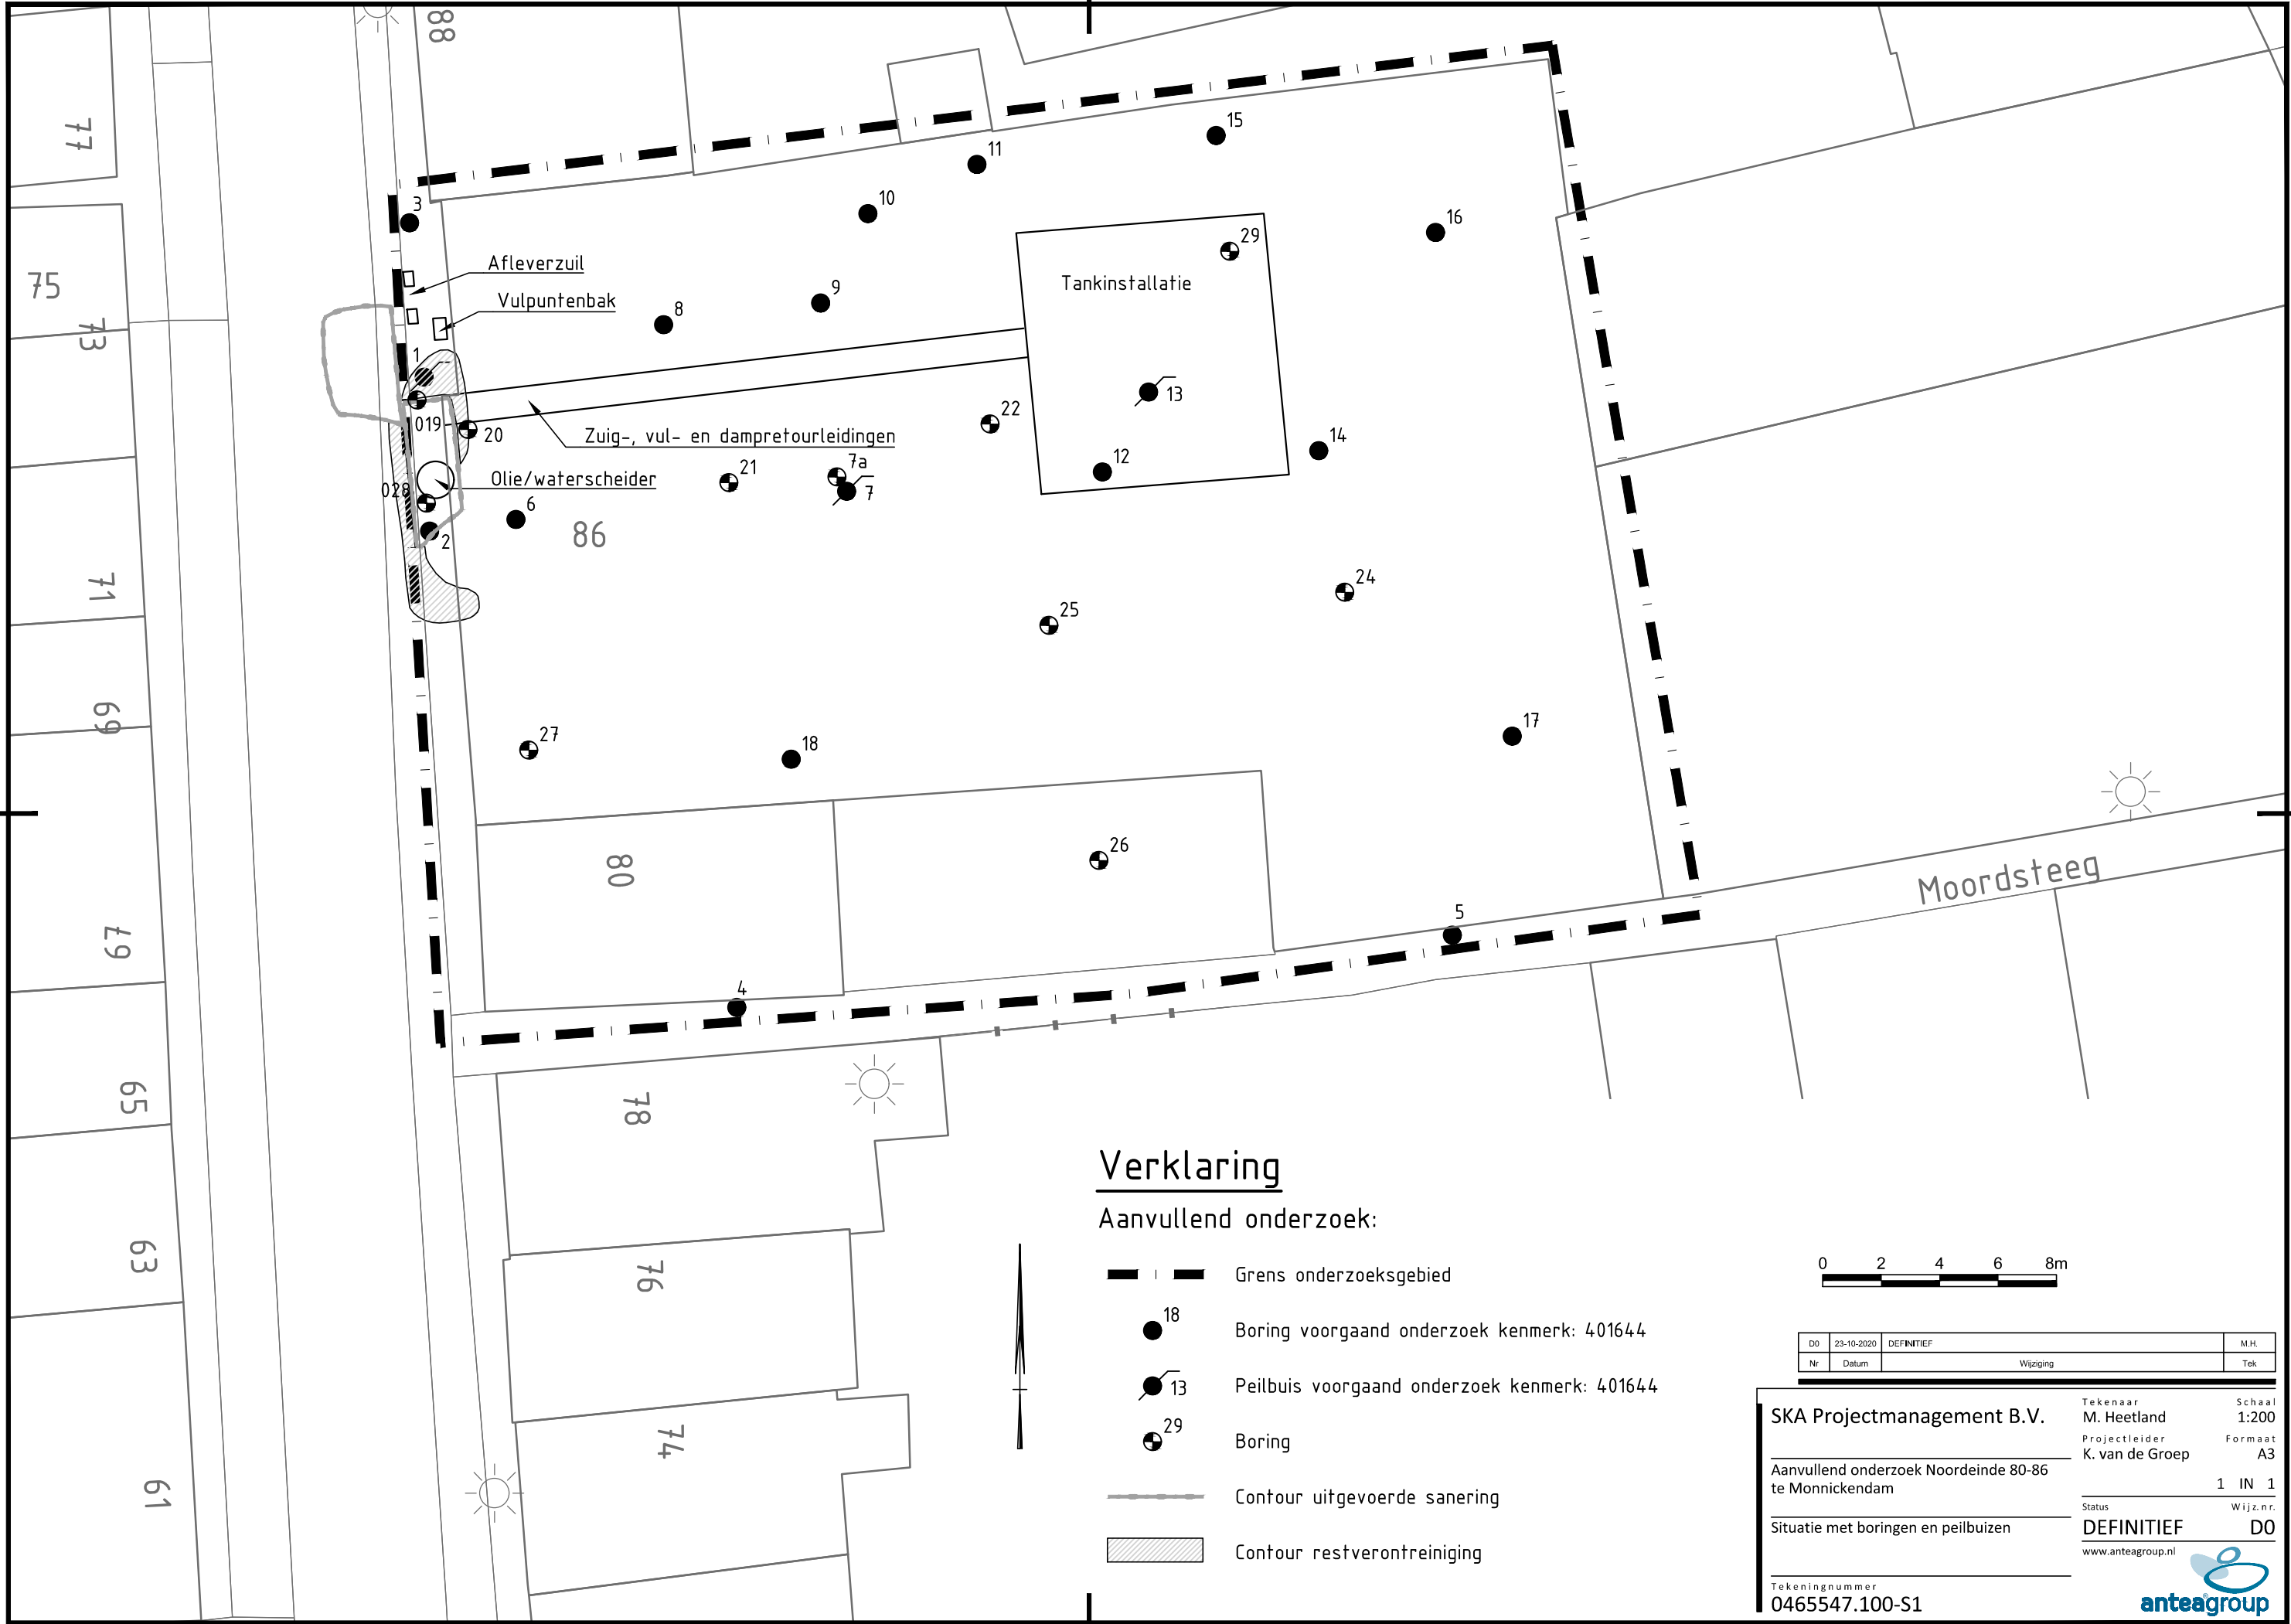 88
77
75
73
71
69
67
65
63
61
3
Afleverzuil
Vulpuntenbak
1
019
20
Zuig-, vul- en dampretourleidingen
Olie/waterscheider
028
2
6
86
8
9
10
11
15
16
29
Tankinstallatie
13
12
14
22
7a
7
21
25
24
17
27
18
80
26
4
5
Moordsteeg
78
76
74
Verklaring
Aanvullend onderzoek:
Grens onderzoeksgebied
18
Boring voorgaand onderzoek kenmerk: 401644
13
Peilbuis voorgaand onderzoek kenmerk: 401644
29
Boring
Contour uitgevoerde sanering
Contour restverontreiniging
0 2 4 6 8m
D0 23-10-2020 DEFINITIEF M.H.
Nr Datum Wijziging Tek
SKA Projectmanagement B.V.
Aanvullend onderzoek Noordeinde 80-86
te Monnickendam
Situatie met boringen en peilbuizen
Tekeningnummer
0465547.100-S1
Tekenaar Schaal
M. Heetland 1:200
Projectleider Formaat
K. van de Groep A3
1 IN 1
Status Wijz.nr.
DEFINITIEF D0
www.anteagroup.nl
anteagroup